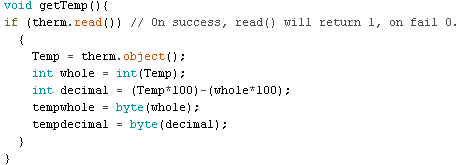 void getTemp(){
if (therm.read()) // On success, read() will return 1, on fail 0.
  {
    Temp = therm.object();
    int whole = int(Temp);
    int decimal = (Temp*100)-(whole*100);
    tempwhole = byte(whole);
    tempdecimal = byte(decimal);
  }
}